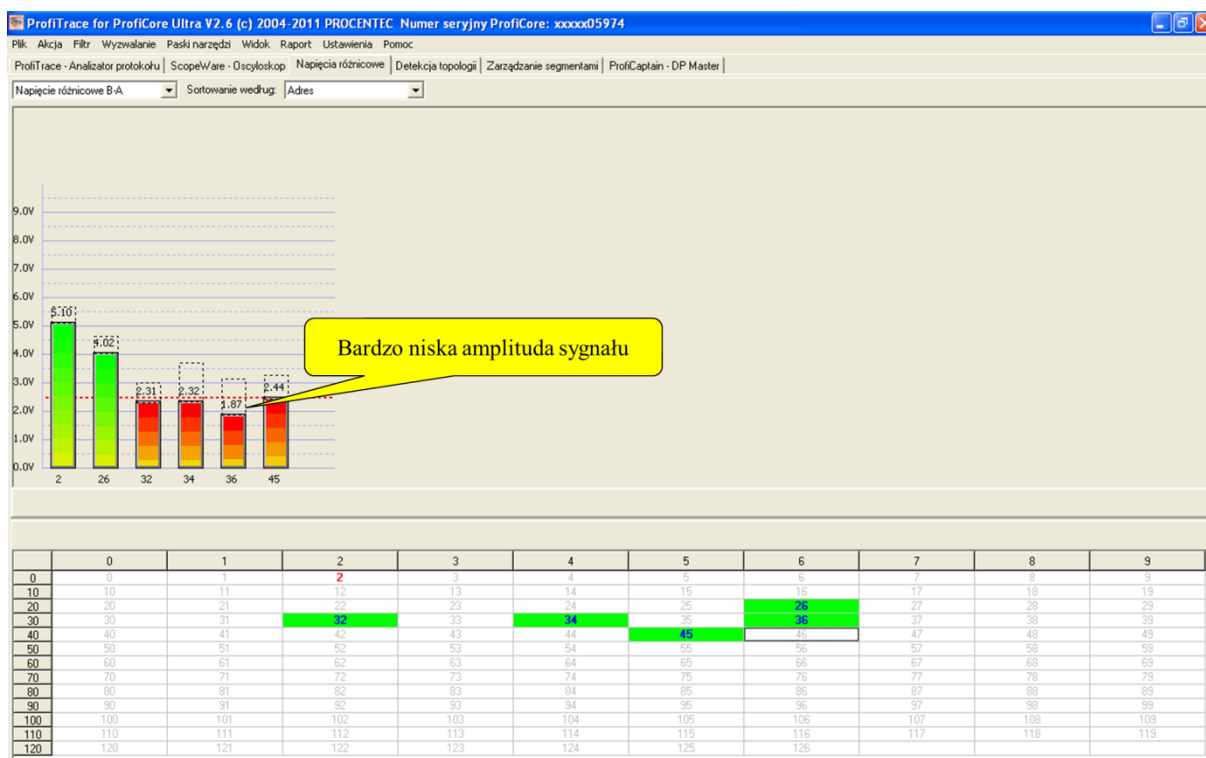 ProfiTrace for ProfiCore Ultra V2.6 (c) 2004-2011 PROCENTEC Numer seryjny ProfiCore: xxxxx05974
Plik Akcja Filtr Wyzwalanie Paski narzędzi Widok Raport Ustawienia Pomoc
ProfiTrace - Analizator protokołu ScopeWare - Oscyloskop Napięcia różnicowe Detekcja topologii Zarządzanie segmentami ProfiCaptain - DP Master
Napięcie różnicowe B-A Sortowanie według: Adres
9.0V
8.0V
7.0V
6.0V
5.10
5.0V
4.02
4.0V
Bardzo niska amplituda sygnału
3.0V
2.31 2.32 1.87 2.44
2.0V
1.0V
0.0V
2 26 32 34 36 45
0 1 2 3 4 5 6 7 8 9
0 0 1 2 3 4 5 6 7 8 9
10 10 11 12 13 14 15 16 17 18 19
20 20 21 22 23 24 25 26 27 28 29
30 30 31 32 33 34 35 36 37 38 39
40 40 41 42 43 44 45 46 47 48 49
50 50 51 52 53 54 55 56 57 58 59
60 60 61 62 63 64 65 66 67 68 69
70 70 71 72 73 74 75 76 77 78 79
80 80 81 82 83 84 85 86 87 88 89
90 90 91 92 93 94 95 96 97 98 99
100 100 101 102 103 104 105 106 107 108 109
110 110 111 112 113 114 115 116 117 118 119
120 120 121 122 123 124 125 126